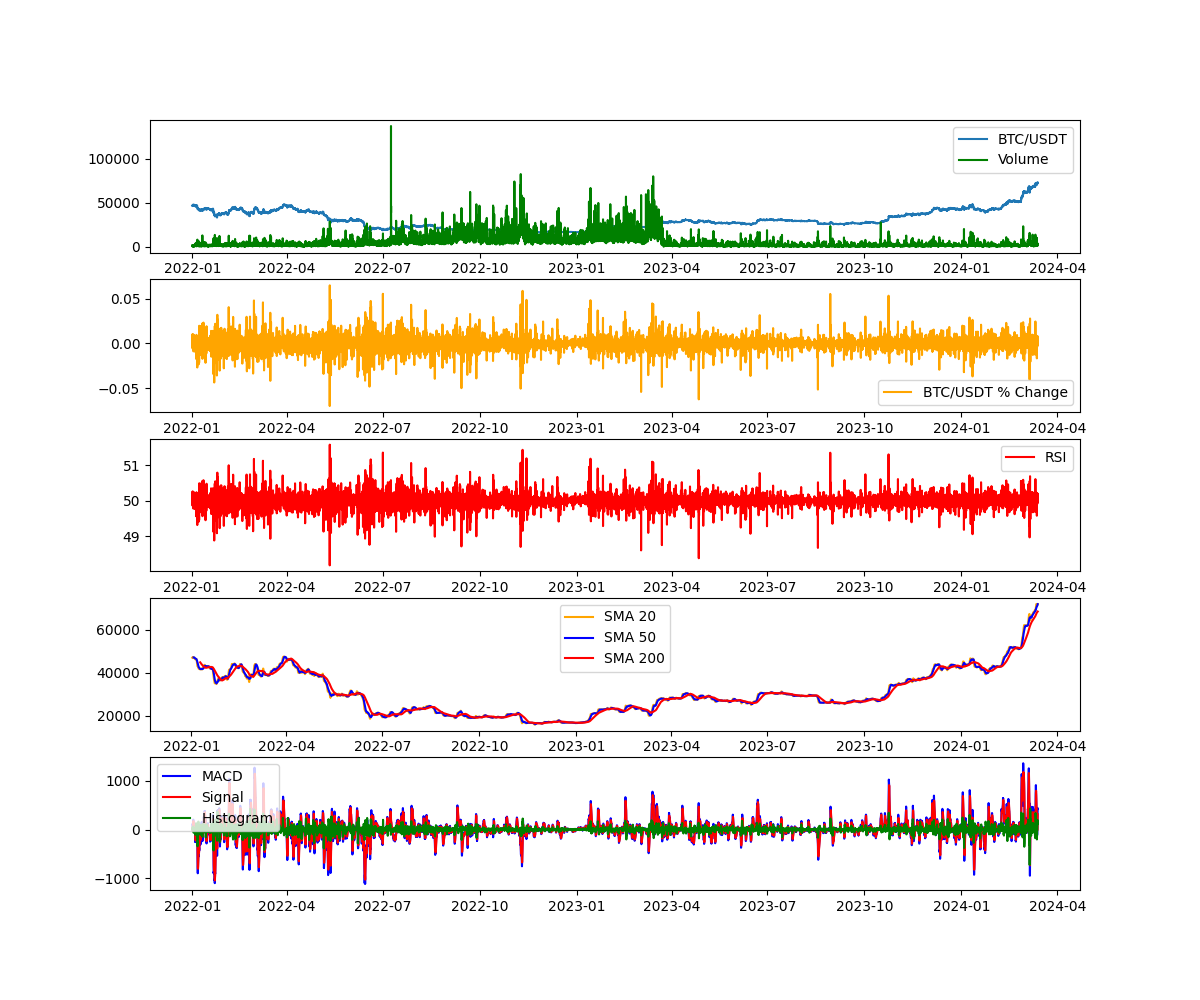 BTC/USDT
Volume
100000
50000
0
2022-01 2022-04 2022-07 2022-10 2023-01 2023-04 2023-07 2023-10 2024-01 2024-04
0.05
0.00
−0.05
BTC/USDT % Change
2022-01 2022-04 2022-07 2022-10 2023-01 2023-04 2023-07 2023-10 2024-01 2024-04
RSI
51
50
49
2022-01 2022-04 2022-07 2022-10 2023-01 2023-04 2023-07 2023-10 2024-01 2024-04
SMA 20
SMA 50
SMA 200
60000
40000
20000
2022-01 2022-04 2022-07 2022-10 2023-01 2023-04 2023-07 2023-10 2024-01 2024-04
MACD
Signal
Histogram
1000
0
−1000
2022-01 2022-04 2022-07 2022-10 2023-01 2023-04 2023-07 2023-10 2024-01 2024-04